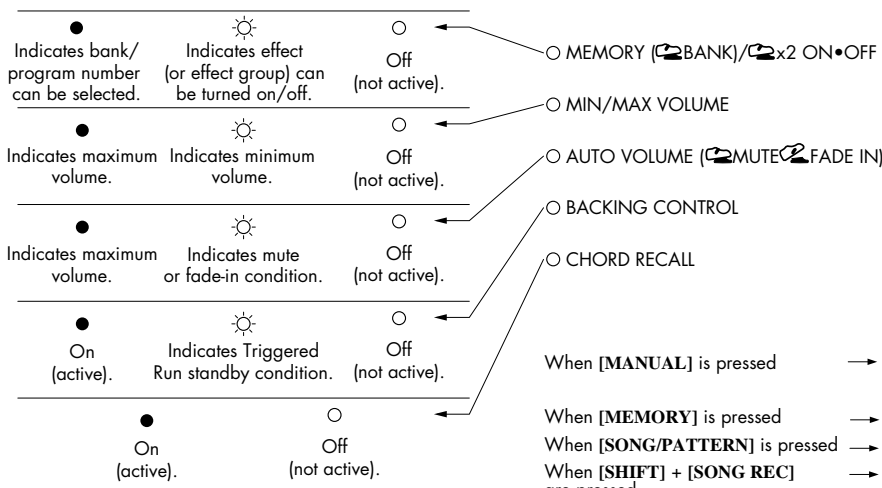 Indicates bank/
program number
can be selected.
Indicates effect
(or effect group) can
be turned on/off.
Off
(not active).
Indicates maximum
volume.
Indicates minimum
volume.
Off
(not active).
Indicates maximum
volume.
Indicates mute
or fade-in condition.
Off
(not active).
On
(active).
Indicates Triggered
Run standby condition.
Off
(not active).
On
(active).
Off
(not active).
MEMORY (BANK)/x2 ON•OFF
MIN/MAX VOLUME
AUTO VOLUME (MUTE FADE IN)
BACKING CONTROL
CHORD RECALL
When [MANUAL] is pressed
When [MEMORY] is pressed
When [SONG/PATTERN] is pressed
When [SHIFT] + [SONG REC]
are pressed